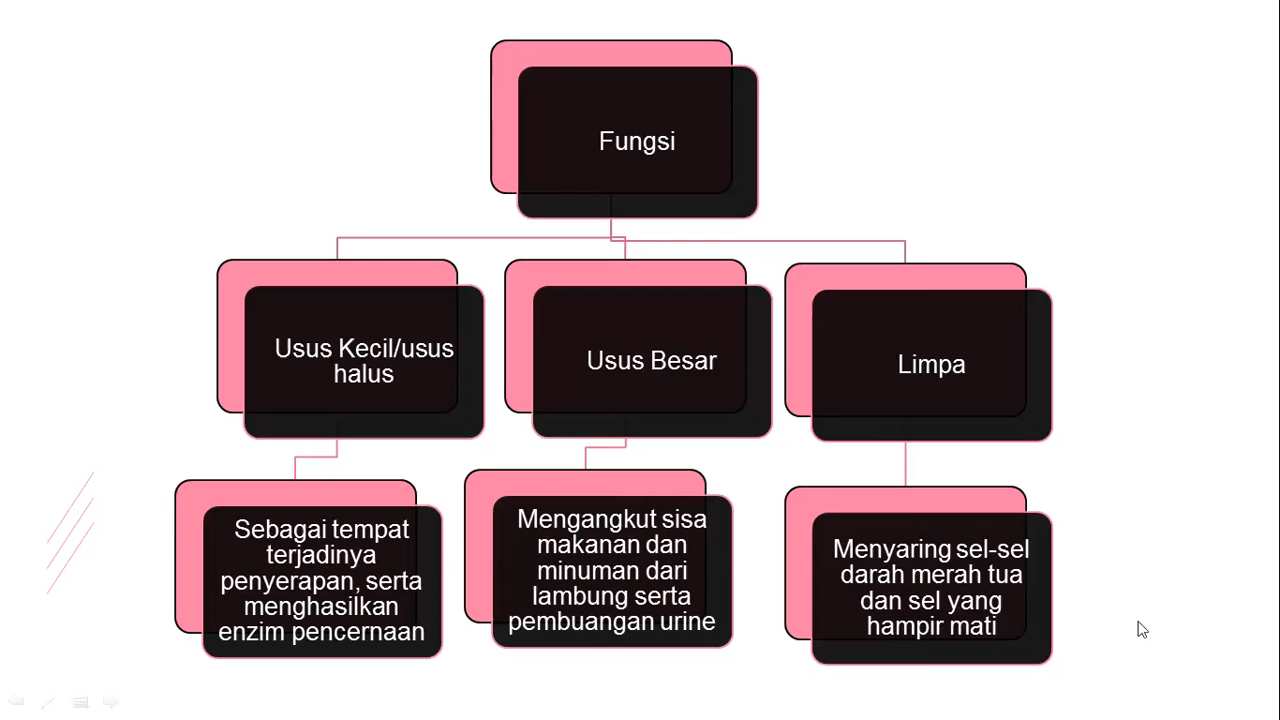 Fungsi
Usus Kecil/usus
halus
Usus Besar
Limpa
Sebagai tempat
terjadinya
penyerapan, serta
menghasilkan
enzim pencernaan
Mengangkut sisa
makanan dan
minuman dari
lambung serta
pembuangan urine
Menyaring sel-sel
darah merah tua
dan sel yang
hampir mati